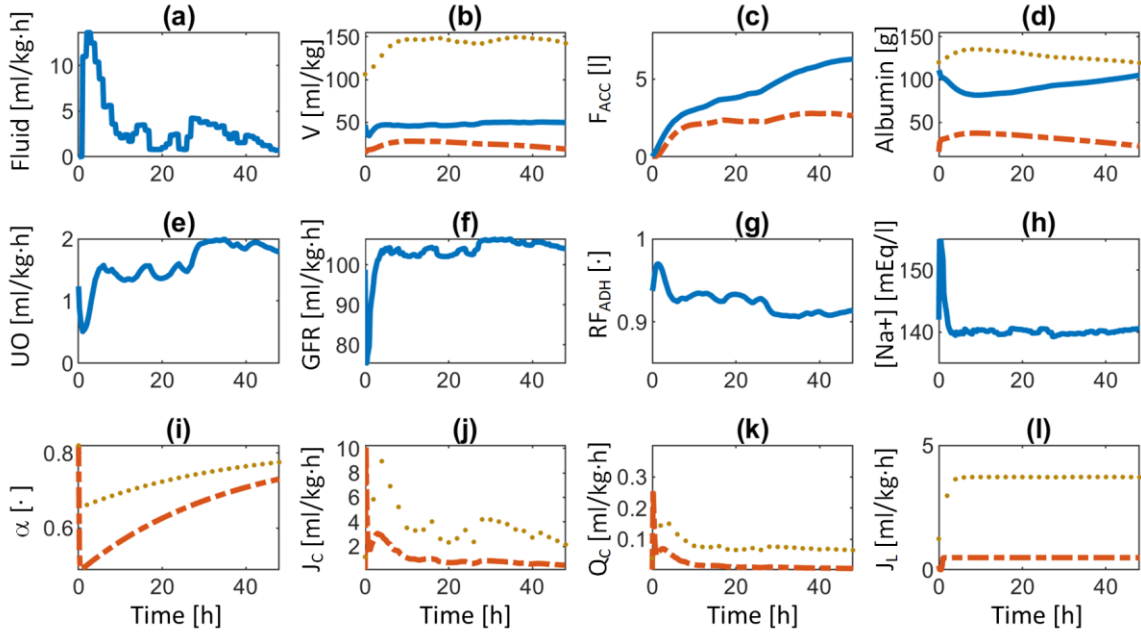 (a) (b) (c) (d)
Fluid [ml/kg·h]
10
5
0
0 20 40
V [ml/kg]
150
100
50
0 20 40
F_ACC [l]
5
0
0 20 40
Albumin [g]
150
100
50
0
0 20 40
(e) (f) (g) (h)
UO [ml/kg·h]
2
1
0
0 20 40
GFR [ml/kg·h]
100
90
80
0 20 40
RF_ADH [·]
1
0.9
0 20 40
[Na+] [mEq/l]
150
140
0 20 40
(i) (j) (k) (l)
α [·]
0.8
0.6
0 20 40
Time [h]
J_C [ml/kg·h]
10
8
6
4
2
0 20 40
Time [h]
Q_C [ml/kg·h]
0.3
0.2
0.1
0 20 40
Time [h]
J_L [ml/kg·h]
5
0
0 20 40
Time [h]